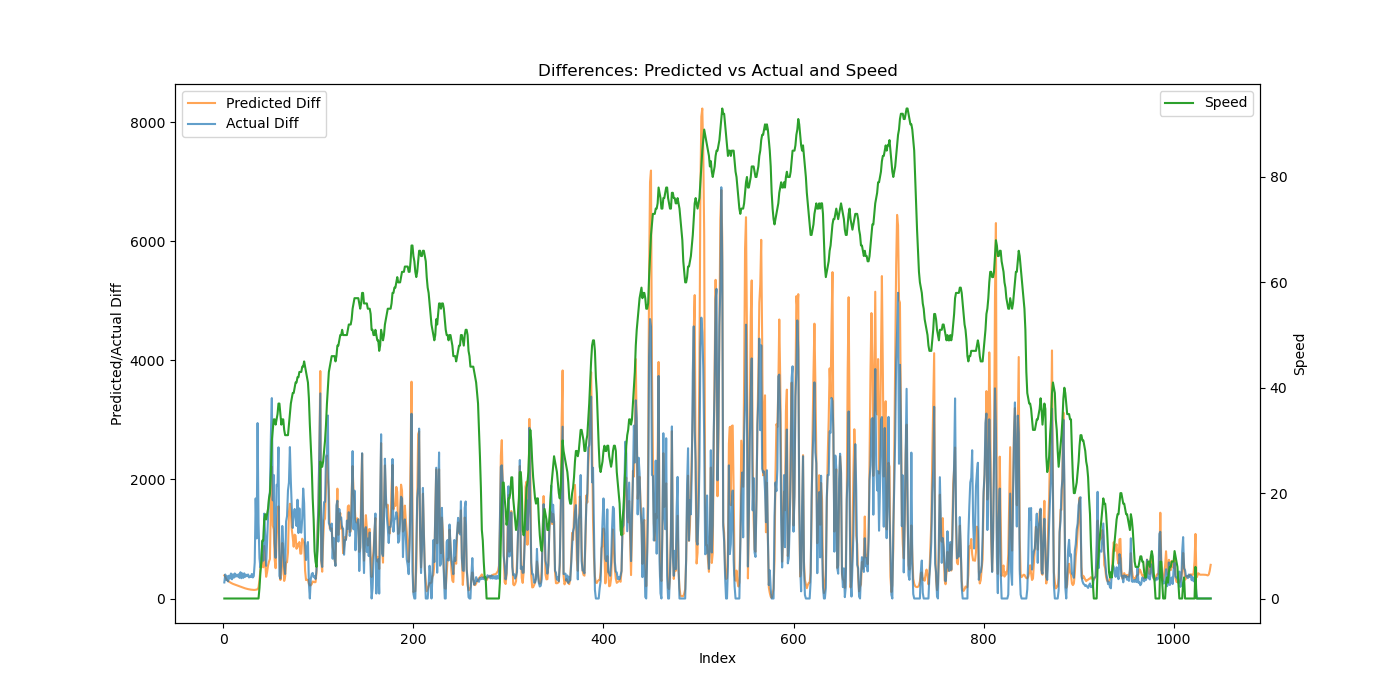 Differences: Predicted vs Actual and Speed
Predicted Diff
Actual Diff
Speed
8000
6000
4000
2000
0
80
60
40
20
0
Predicted/Actual Diff
Speed
0 200 400 600 800 1000
Index